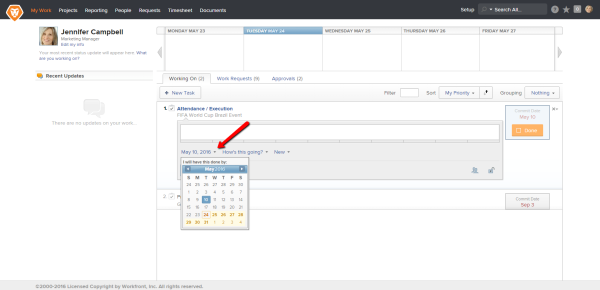 My Work Projects Reporting People Requests Timesheet Documents
Setup Search All...
Jennifer Campbell
Marketing Manager
Edit my info
Your most recent status update will appear here. What
are you working on?
Recent Updates
There are no updates on your work.
MONDAY MAY 23 TUESDAY MAY 24 WEDNESDAY MAY 25 THURSDAY MAY 26 FRIDAY MAY 27
Working On (2) Work Requests (9) Approvals (2)
+ New Task
Filter Sort My Priority Grouping Nothing
1. Attendance / Execution
FIFA World Cup Brazil Event
Commit Date
May 10
Done
May 10, 2016 How's this going? New
I will have this done by:
May 2016
S M T W T F S
24 25 26 27 28 29 30
1 2 3 4 5 6 7
8 9 10 11 12 13 14
15 16 17 18 19 20 21
22 23 24 25 26 27 28
29 30 31 1 2 3 4
2
Commit Date
Sep 3
©2000-2016 Licensed Copyright by Workfront, Inc. All rights reserved.